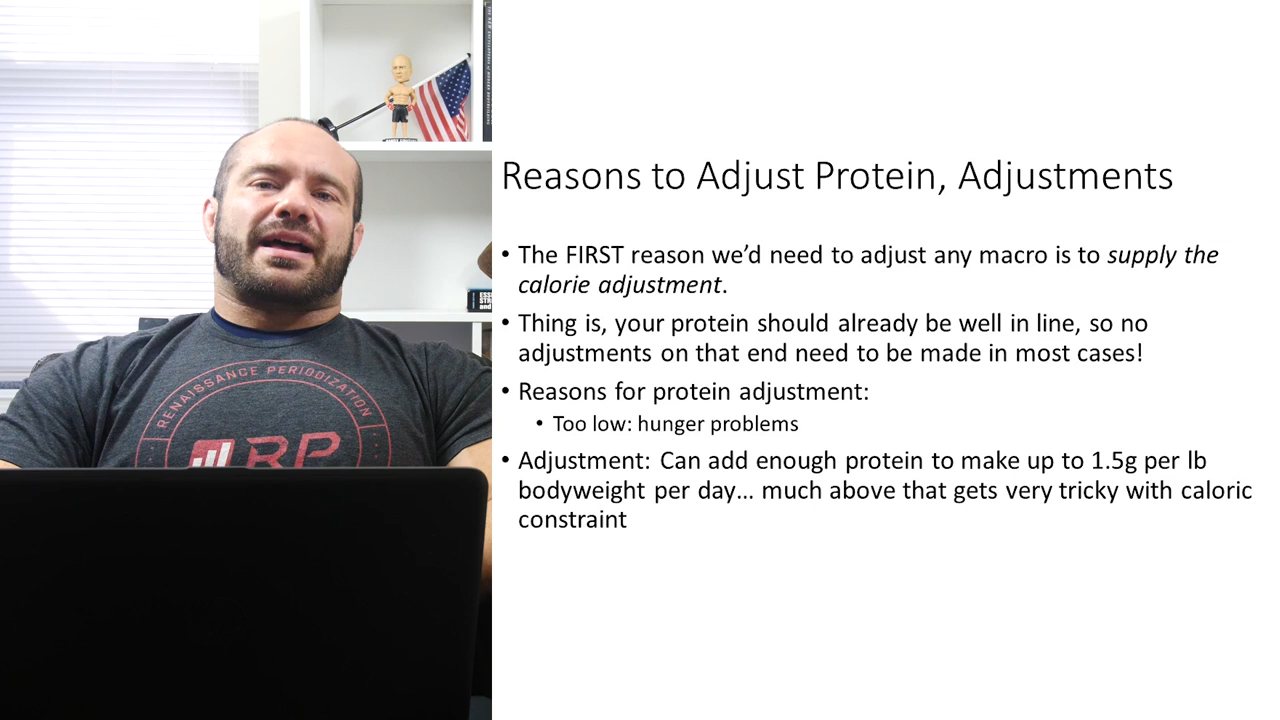 Reasons to Adjust Protein, Adjustments
• The FIRST reason we'd need to adjust any macro is to supply the
calorie adjustment.
• Thing is, your protein should already be well in line, so no
adjustments on that end need to be made in most cases!
• Reasons for protein adjustment:
• Too low: hunger problems
• Adjustment: Can add enough protein to make up to 1.5g per lb
bodyweight per day... much above that gets very tricky with caloric
constraint
RENAISSANCE PERIODIZATION
RP